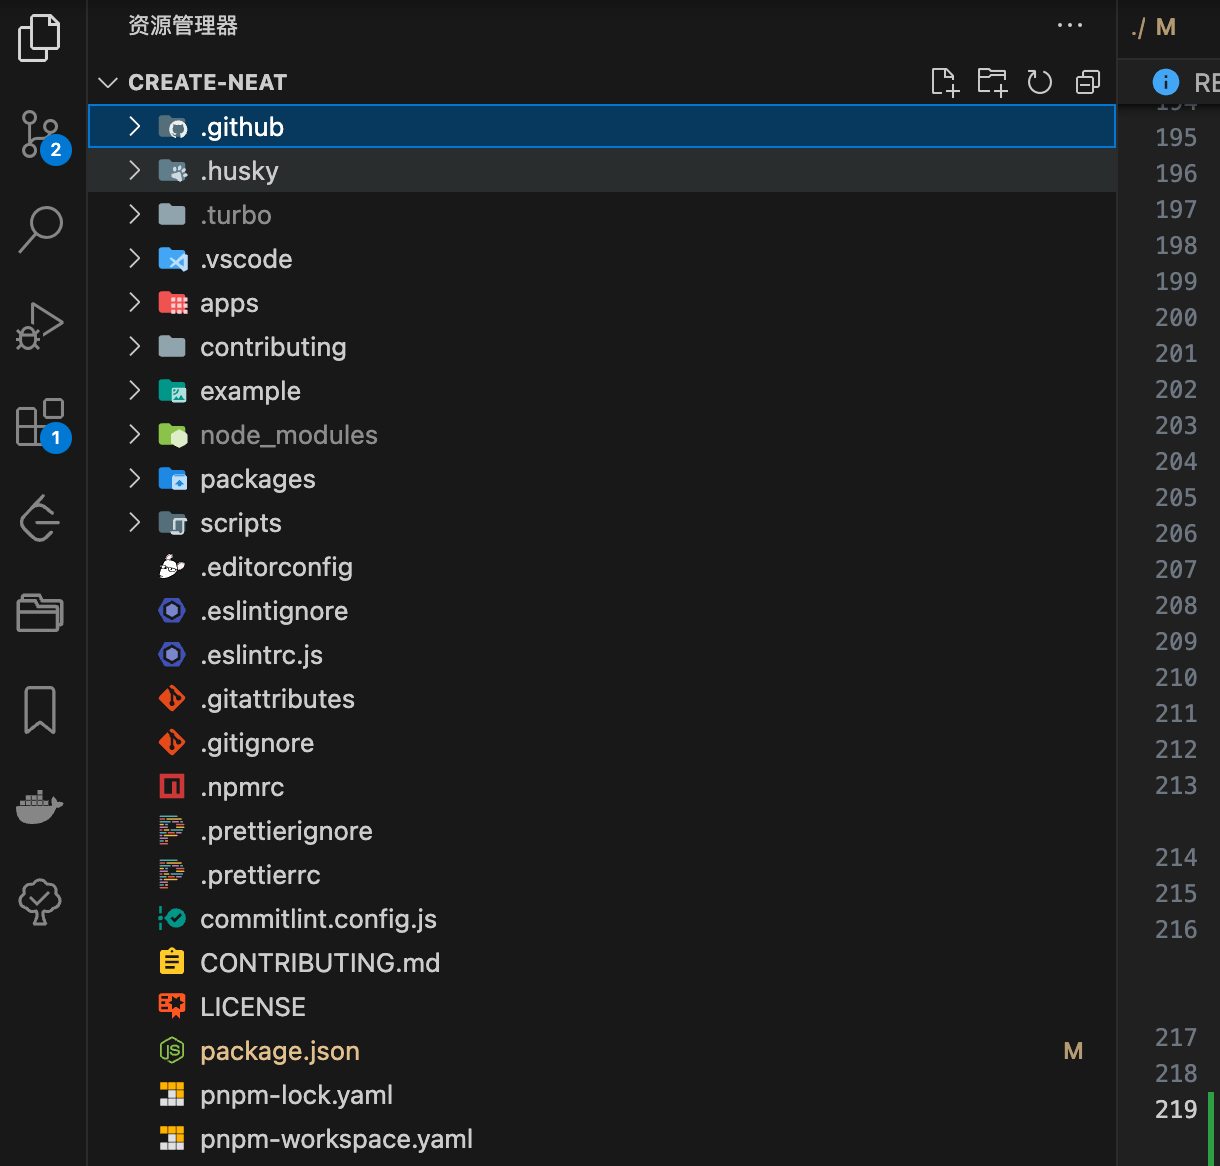 资源管理器
./ M
CREATE-NEAT
RE
.github
.husky
2
.turbo
.vscode
apps
contributing
example
node_modules
1
packages
scripts
.editorconfig
.eslintignore
.eslintrc.js
.gitattributes
.gitignore
.npmrc
.prettierignore
.prettierrc
commitlint.config.js
CONTRIBUTING.md
LICENSE
package.json M
pnpm-lock.yaml
pnpm-workspace.yaml
194
195
196
197
198
199
200
201
202
203
204
205
206
207
208
209
210
211
212
213
214
215
216
217
218
219